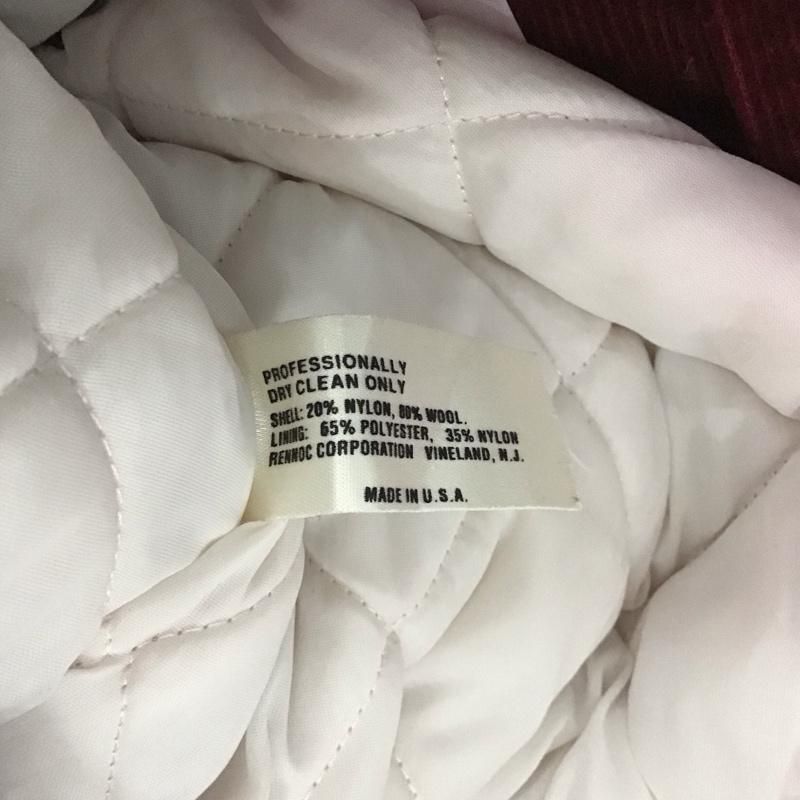 PROFESSIONALLY
DRY CLEAN ONLY
SHELL: 20% NYLON, 80% WOOL.
LINING: 65% POLYESTER, 35% NYLON
RENNOC CORPORATION VINELAND, N.J.
MADE IN U.S.A.